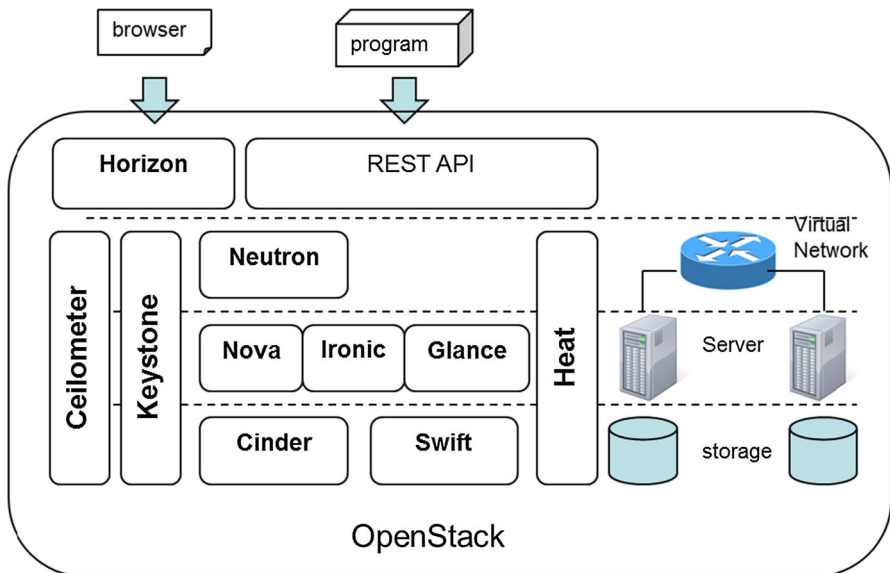 browser
program
Horizon
REST API
Virtual
Network
Ceilometer
Keystone
Neutron
Heat
Nova
Ironic
Glance
Server
Cinder
Swift
storage
OpenStack